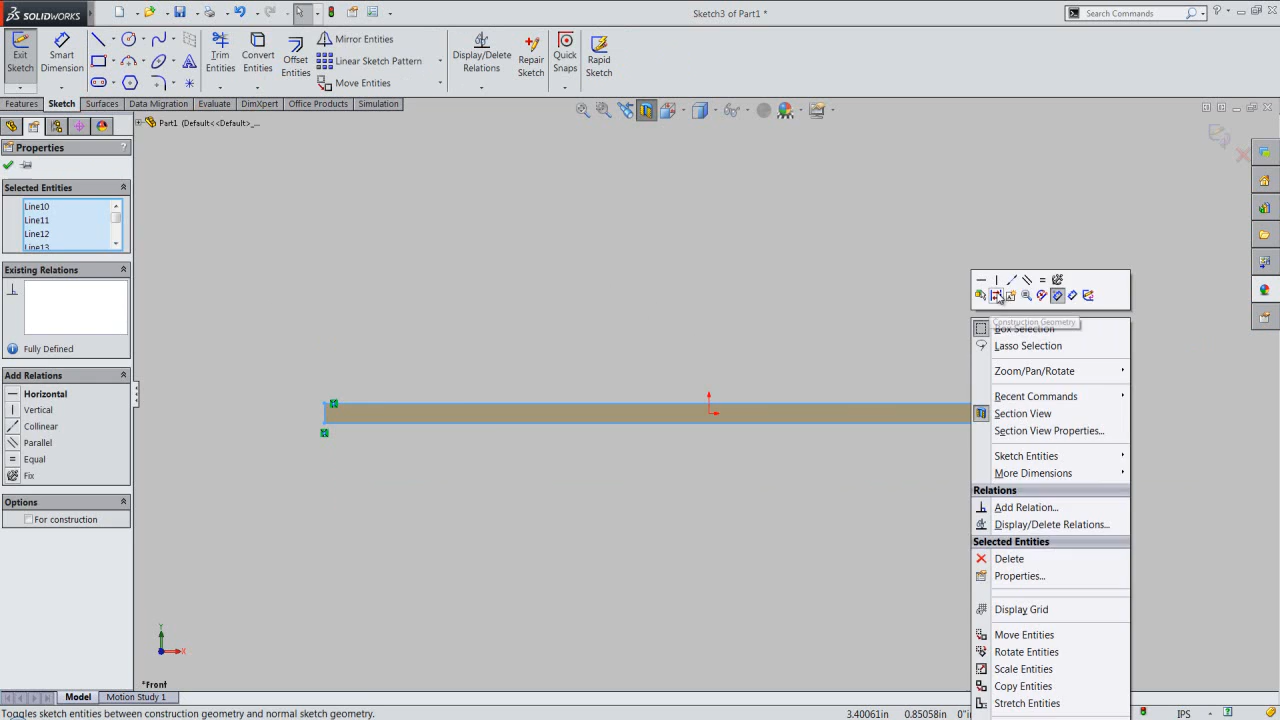 SOLIDWORKS
Sketch3 of Part1 *
Search Commands
Exit Sketch
Smart Dimension
Trim Entities
Convert Entities
Offset Entities
Mirror Entities
Linear Sketch Pattern
Move Entities
Display/Delete Relations
Repair Sketch
Quick Snaps
Rapid Sketch
Features
Sketch
Surfaces
Data Migration
Evaluate
DimXpert
Office Products
Simulation
Part1 (Default<<Default>_...
Properties
?
Selected Entities
Line10
Line11
Line12
Line13
Existing Relations
Fully Defined
Add Relations
Horizontal
Vertical
Collinear
Parallel
Equal
Fix
Options
For construction
Construction Geometry
Box Selection
Lasso Selection
Zoom/Pan/Rotate
Recent Commands
Section View
Section View Properties...
Sketch Entities
More Dimensions
Relations
Add Relation...
Display/Delete Relations...
Selected Entities
Delete
Properties...
Display Grid
Move Entities
Rotate Entities
Scale Entities
Copy Entities
Stretch Entities
Y
X
*Front
Model
Motion Study 1
Toggles sketch entities between construction geometry and normal sketch geometry.
3.40061in
0.85058in
IPS